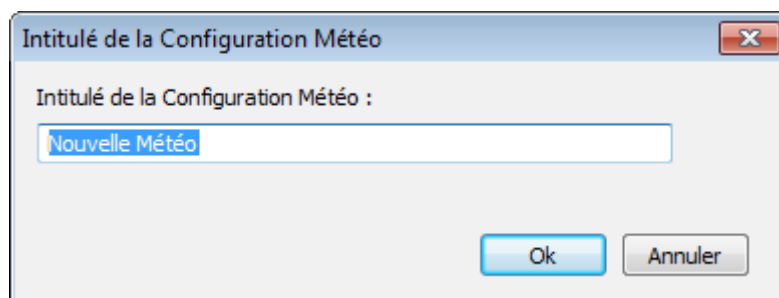 Intitulé de la Configuration Météo
Intitulé de la Configuration Météo :
Nouvelle Météo
Ok
Annuler